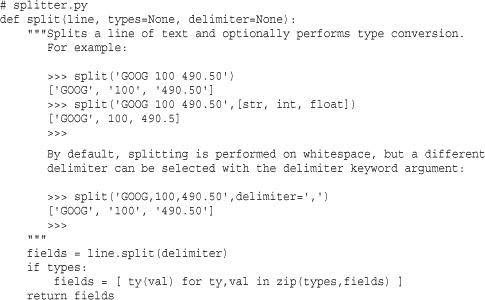 # splitter.py
def split(line, types=None, delimiter=None):
    """Splits a line of text and optionally performs type conversion.
       For example:

       >>> split('GOOG 100 490.50')
       ['GOOG', '100', '490.50']
       >>> split('GOOG 100 490.50',[str, int, float])
       ['GOOG', 100, 490.5]
       >>>

       By default, splitting is performed on whitespace, but a different
       delimiter can be selected with the delimiter keyword argument:

       >>> split('GOOG,100,490.50',delimiter=',')
       ['GOOG', '100', '490.50']
       >>>
    """
    fields = line.split(delimiter)
    if types:
        fields = [ ty(val) for ty,val in zip(types,fields) ]
    return fields